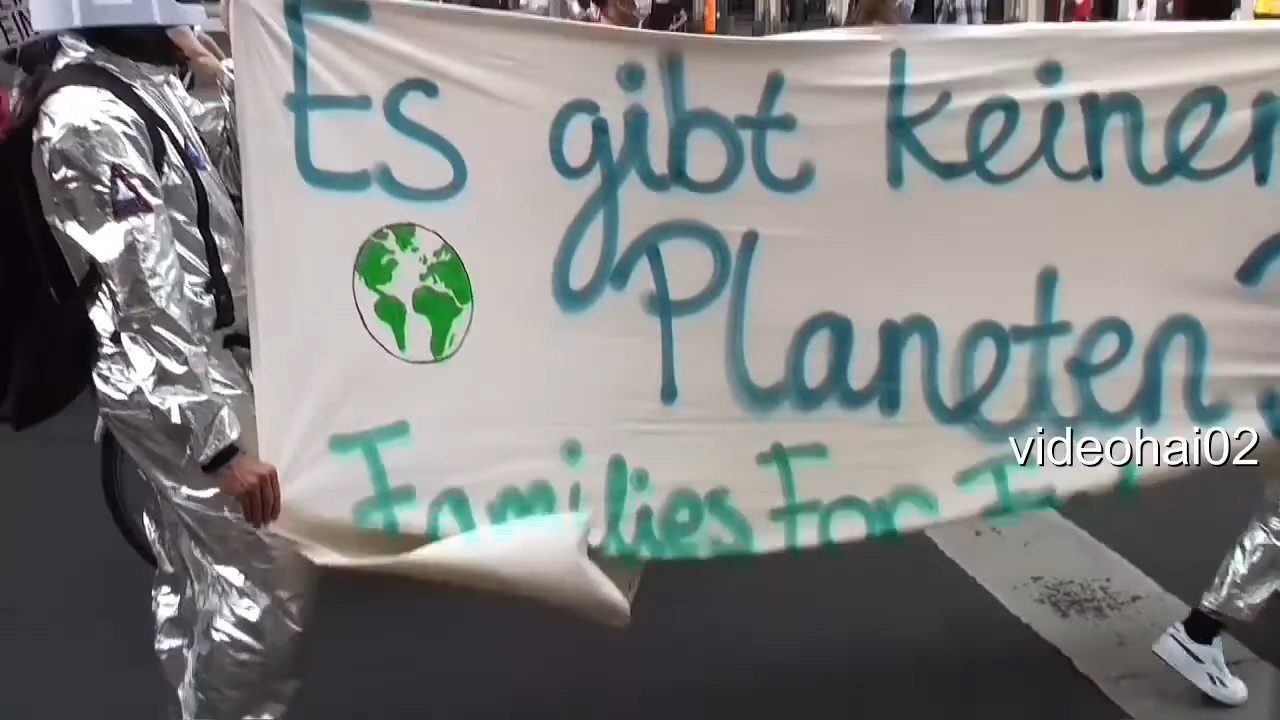 Es gibt keinen
Planeten
Families For
videohai02